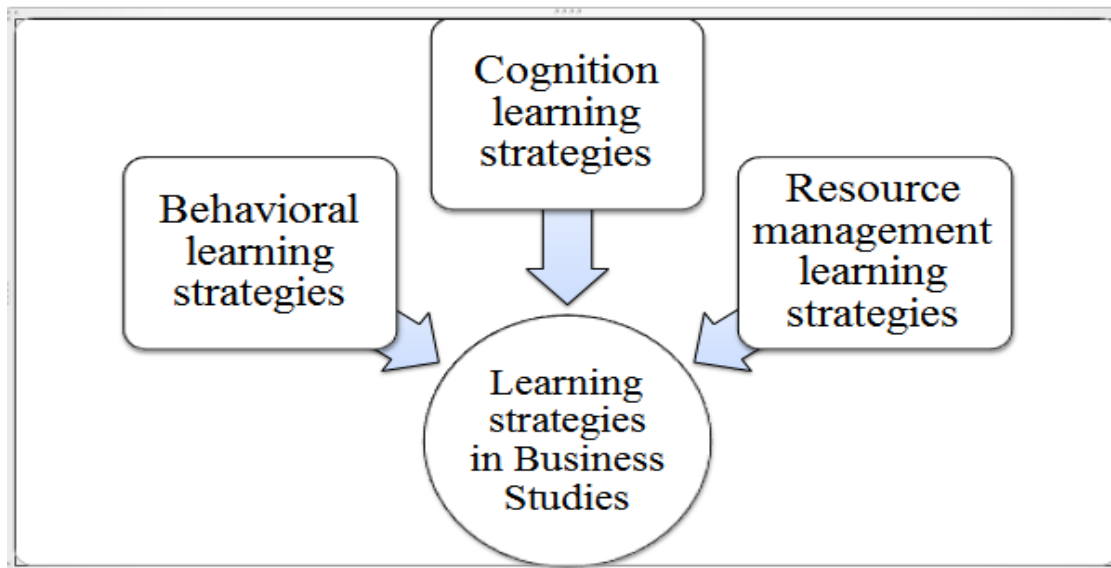 Cognition
learning
strategies
Behavioral
learning
strategies
Resource
management
learning
strategies
Learning
strategies
in Business
Studies